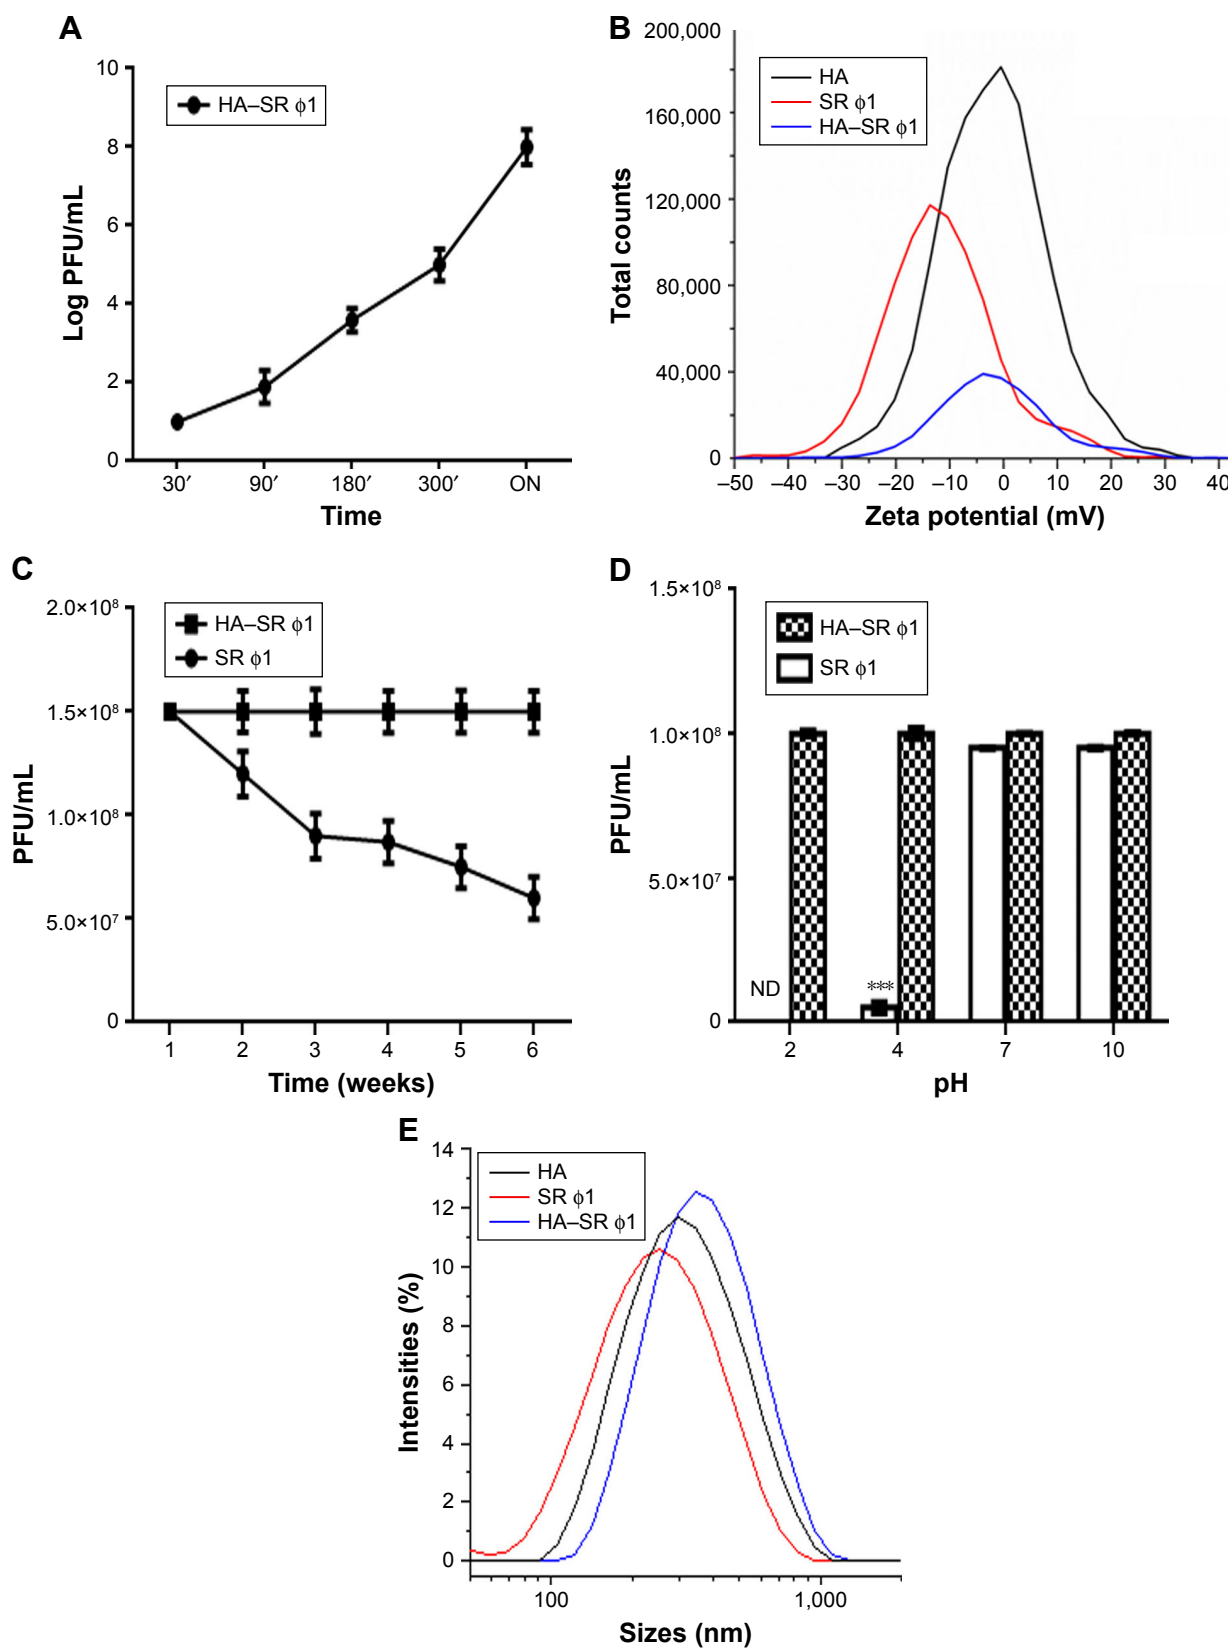 A
10
8
6
4
2
0
Log PFU/mL
HA–SR ϕ1
30′ 90′ 180′ 300′ ON
Time
B
200,000
160,000
120,000
80,000
40,000
0
Total counts
HA
SR ϕ1
HA–SR ϕ1
–50 –40 –30 –20 –10 0 10 20 30 40
Zeta potential (mV)
C
2.0×10⁸
1.5×10⁸
1.0×10⁸
5.0×10⁷
0
PFU/mL
HA–SR ϕ1
SR ϕ1
1 2 3 4 5 6
Time (weeks)
D
1.5×10⁸
1.0×10⁸
5.0×10⁷
0
PFU/mL
HA–SR ϕ1
SR ϕ1
ND
***
2 4 7 10
pH
E
14
12
10
8
6
4
2
0
Intensities (%)
HA
SR ϕ1
HA–SR ϕ1
100 1,000
Sizes (nm)